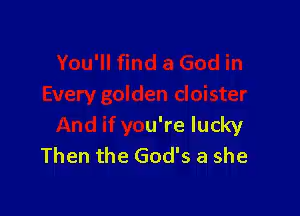 You'll find a God in
Every golden cloister
And if you're lucky
Then the God's a she